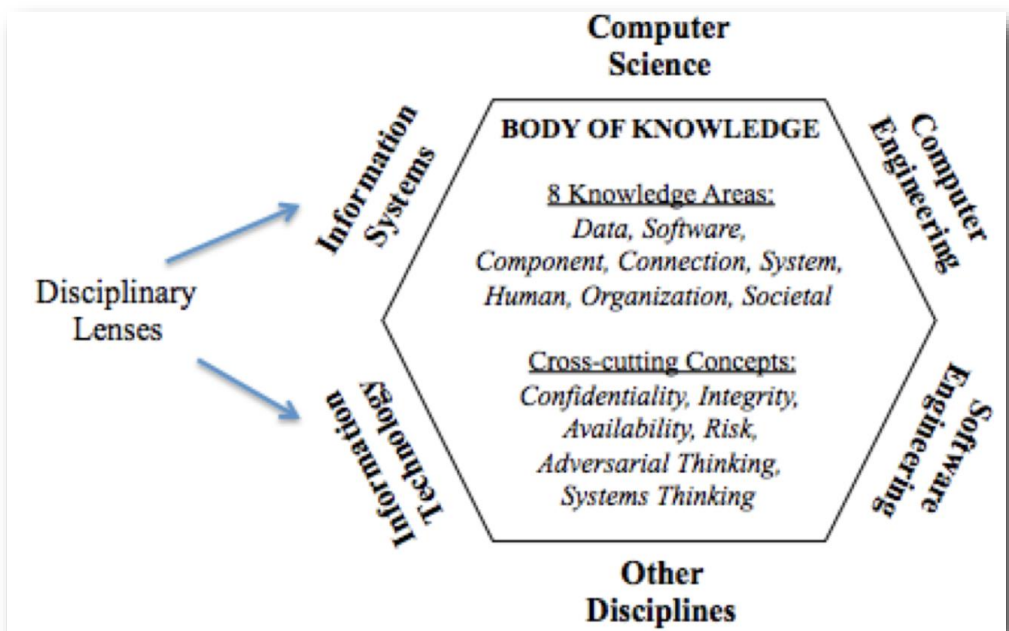 Computer
Science
Information
Systems
Computer
Engineering
BODY OF KNOWLEDGE
8 Knowledge Areas:
Data, Software,
Component, Connection, System,
Human, Organization, Societal
Disciplinary
Lenses
Cross-cutting Concepts:
Confidentiality, Integrity,
Availability, Risk,
Adversarial Thinking,
Systems Thinking
Information
Technology
Software
Engineering
Other
Disciplines